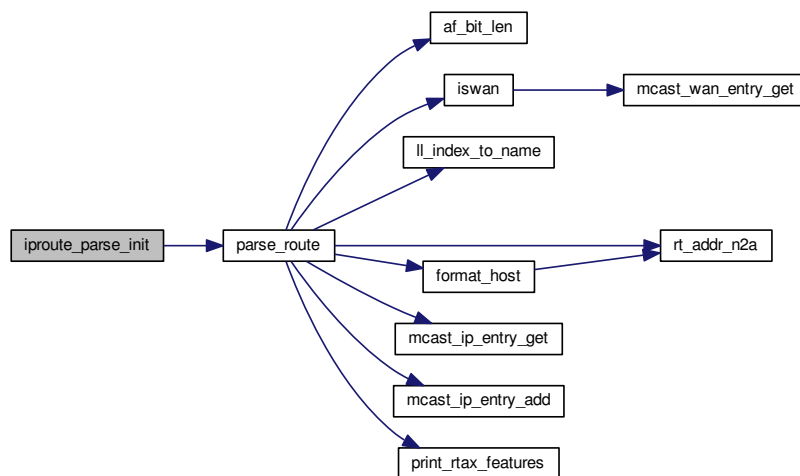 af_bit_len
iswan
mcast_wan_entry_get
ll_index_to_name
iproute_parse_init
parse_route
rt_addr_n2a
format_host
mcast_ip_entry_get
mcast_ip_entry_add
print_rtax_features